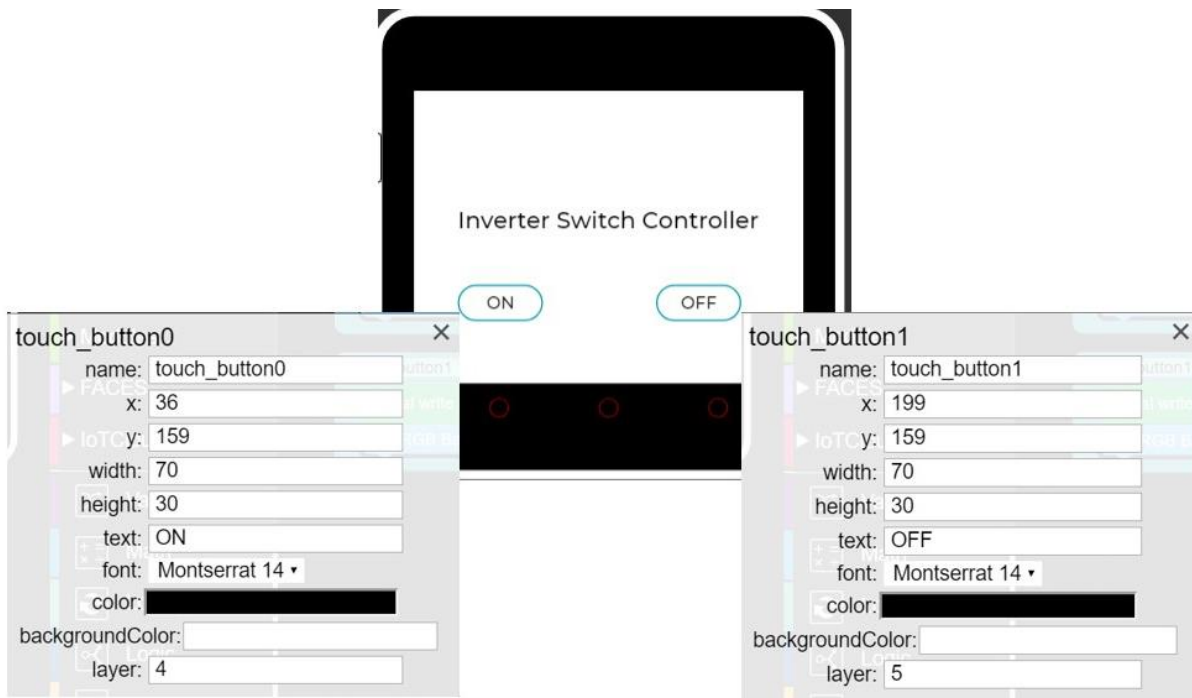 Inverter Switch Controller
ON
OFF
touch_button0 ×
name: touch_button0
x: 36
y: 159
width: 70
height: 30
text: ON
font: Montserrat 14 ▾
color:
backgroundColor:
layer: 4
touch_button1 ×
name: touch_button1
x: 199
y: 159
width: 70
height: 30
text: OFF
font: Montserrat 14 ▾
color:
backgroundColor:
layer: 5
FACES